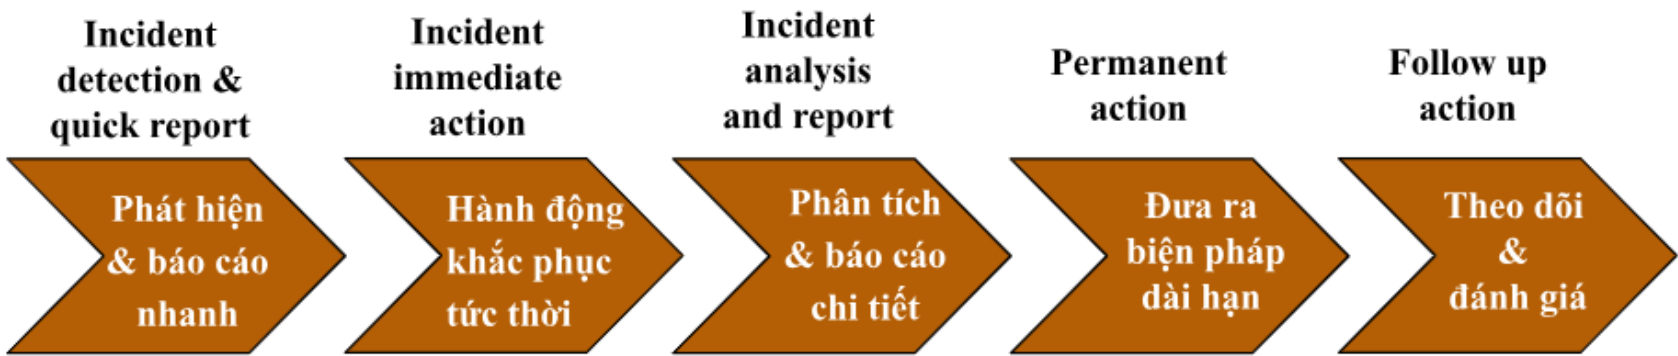 Incident
detection &
quick report
Incident
immediate
action
Incident
analysis
and report
Permanent
action
Follow up
action
Phát hiện
& báo cáo
nhanh
Hành động
khắc phục
tức thời
Phân tích
& báo cáo
chi tiết
Đưa ra
biện pháp
dài hạn
Theo dõi
&
đánh giá